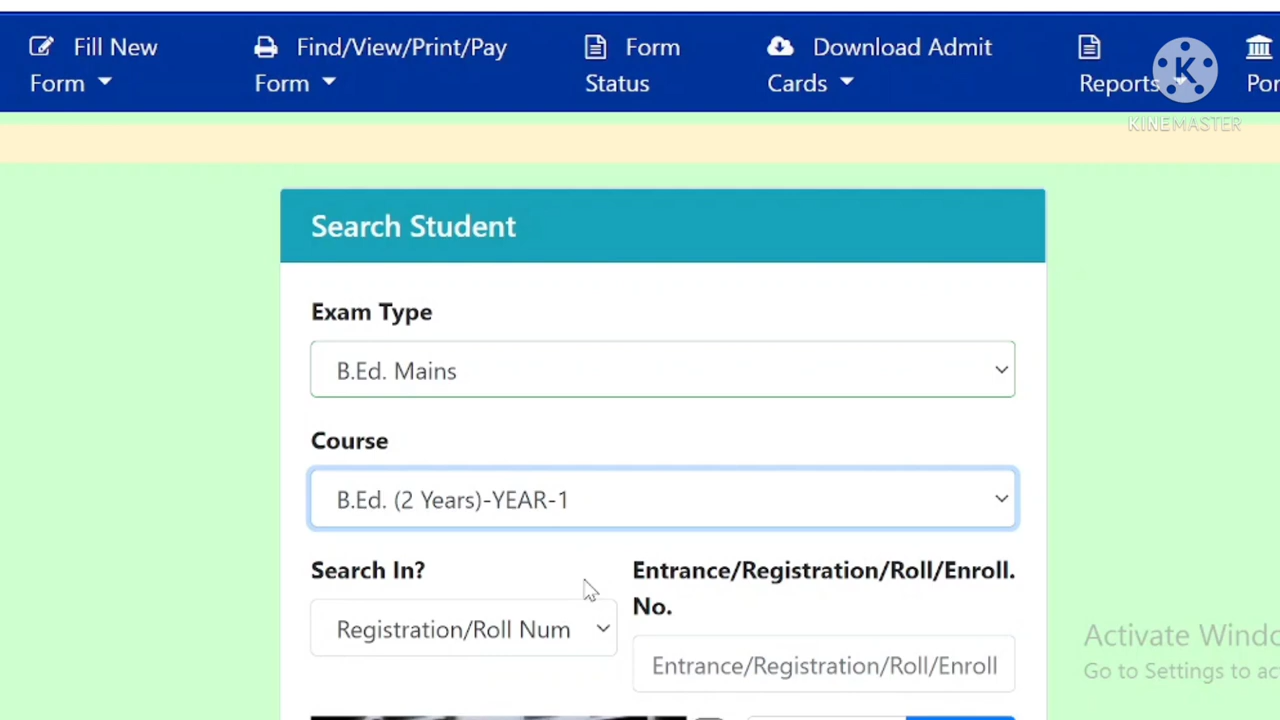 Fill New Form
Find/View/Print/Pay Form
Form Status
Download Admit Cards
Reports
K
KINEMASTER
Search Student
Exam Type
B.Ed. Mains
Course
B.Ed. (2 Years)-YEAR-1
Search In?
Registration/Roll Num
Entrance/Registration/Roll/Enroll. No.
Entrance/Registration/Roll/Enroll
Activate Windo
Go to Settings to ac